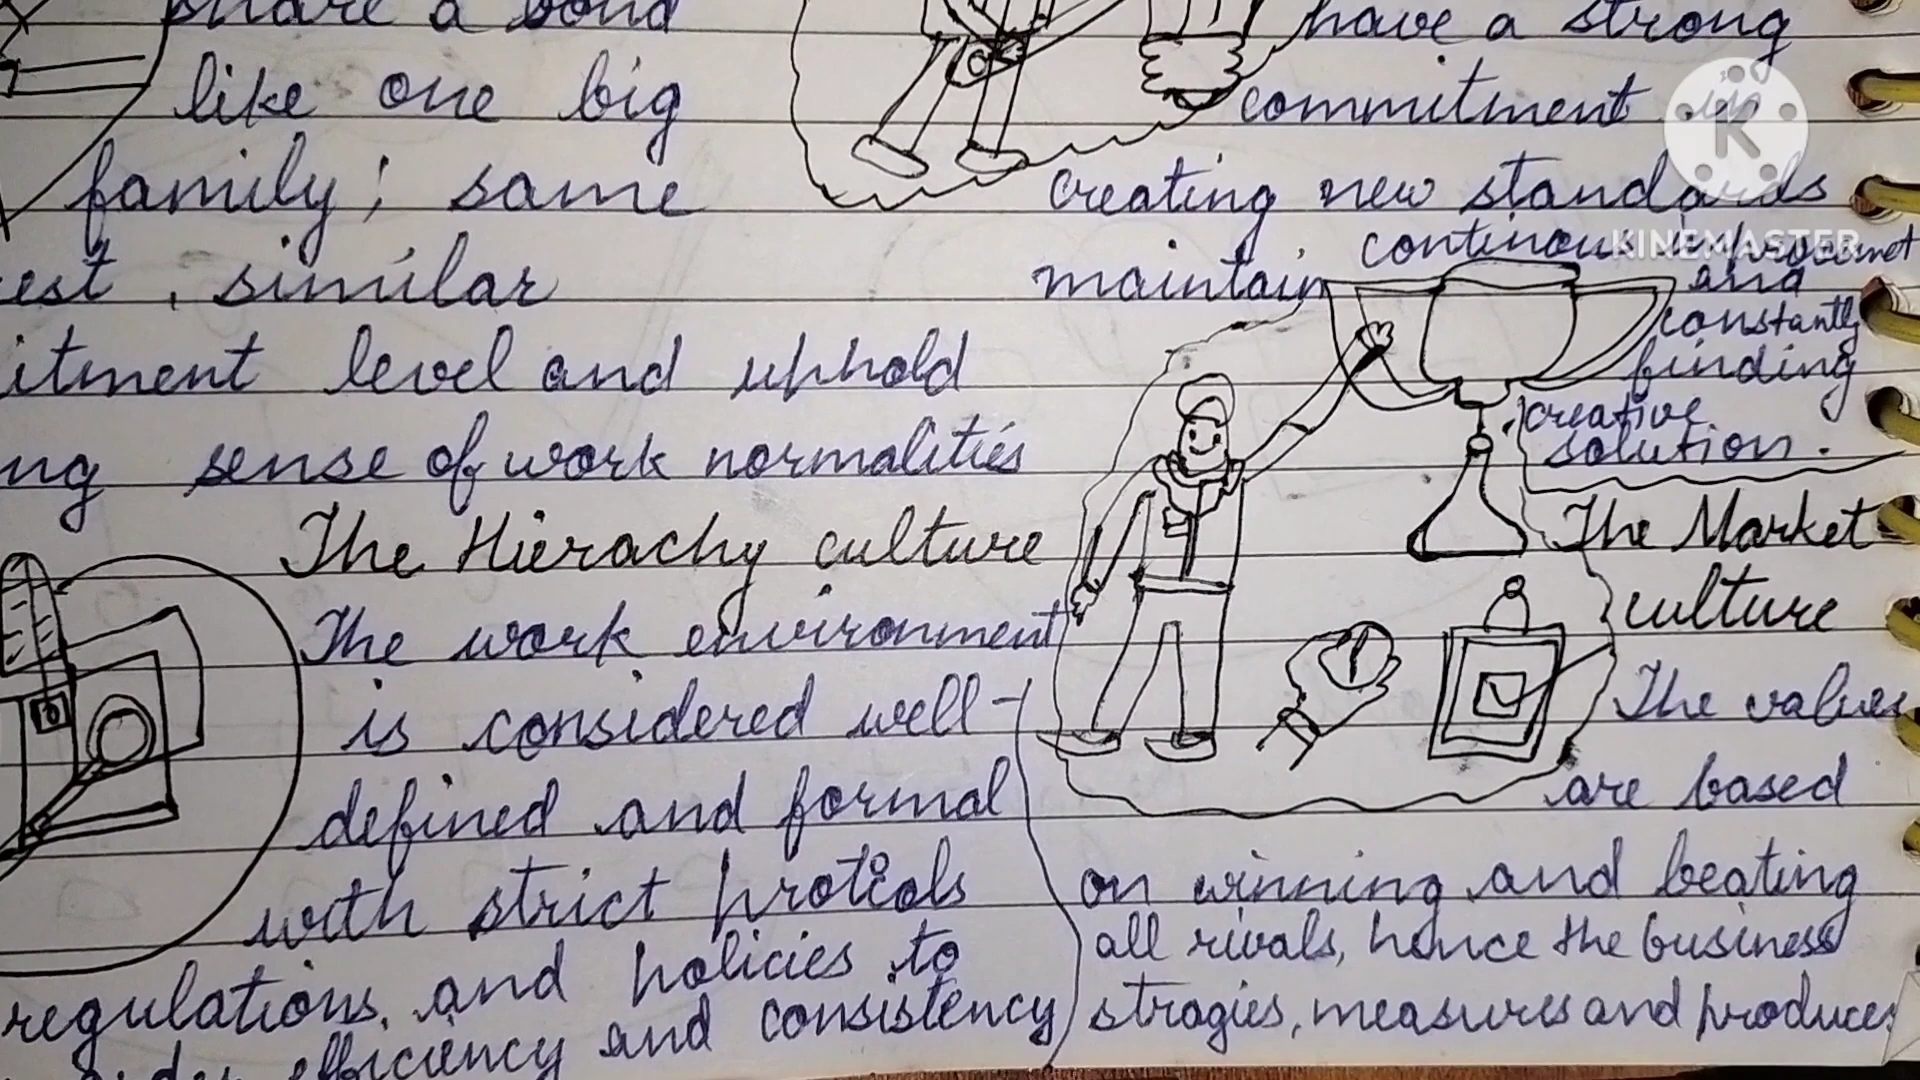 share a bond
like one big
family; same
est, similar
itment level and uphold
ng sense of work normalities
The Hierachy culture
The work environment
is considered well-
defined and formal
with strict protcols
regulations, and policies to
efficiency and consistency
have a strong
commitment
creating new standards
maintain continous
and
constantly
finding
creative
solution.
The Market
culture
The values
are based
on winning and beating
all rivals, hence the business
stragies, measures and produces
KINEMASTER